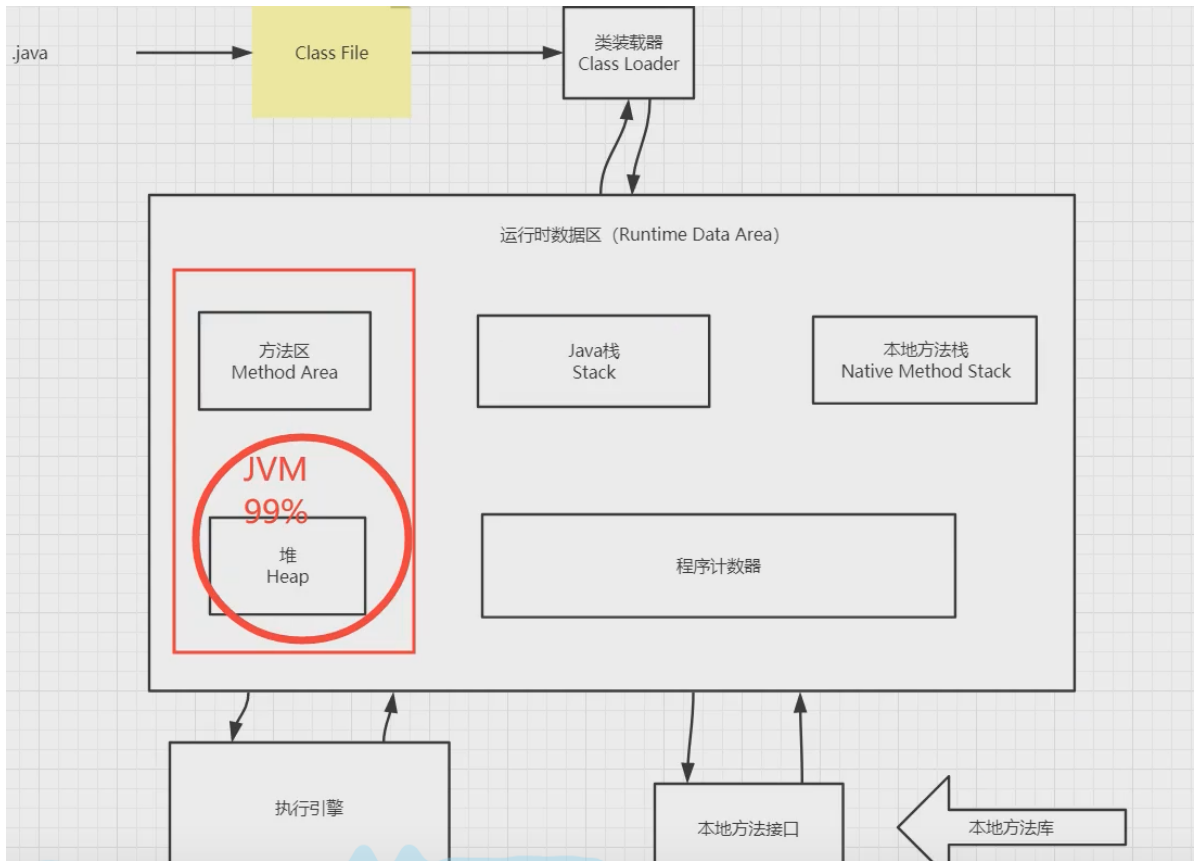 .java
Class File
类装载器
Class Loader
运行时数据区（Runtime Data Area）
方法区
Method Area
Java栈
Stack
本地方法栈
Native Method Stack
JVM
99%
堆
Heap
程序计数器
执行引擎
本地方法接口
本地方法库